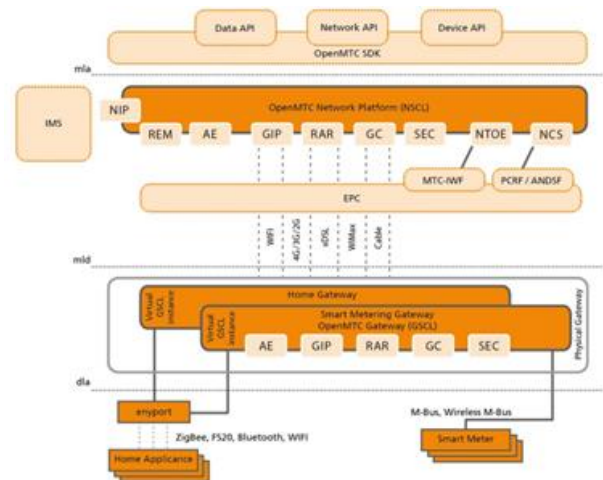 Data API
Network API
Device API
OpenMTC SDK
mIa
IMS
NIP
OpenMTC Network Platform (NSCL)
REM
AE
GIP
RAR
GC
SEC
NTOE
NCS
MTC-IWF
PCRF / ANDSF
EPC
WIFI
4G/3G/2G
xDSL
WiMax
Cable
mId
Virtual
GSCL
Instance
Home Gateway
Virtual
GSCL
Instance
Smart Metering Gateway
OpenMTC Gateway (GSCL)
AE
GIP
RAR
GC
SEC
Physical Gateway
dIa
enyport
M-Bus, Wireless M-Bus
ZigBee, FS20, Bluetooth, WIFI
Smart Meter
Home Applicance